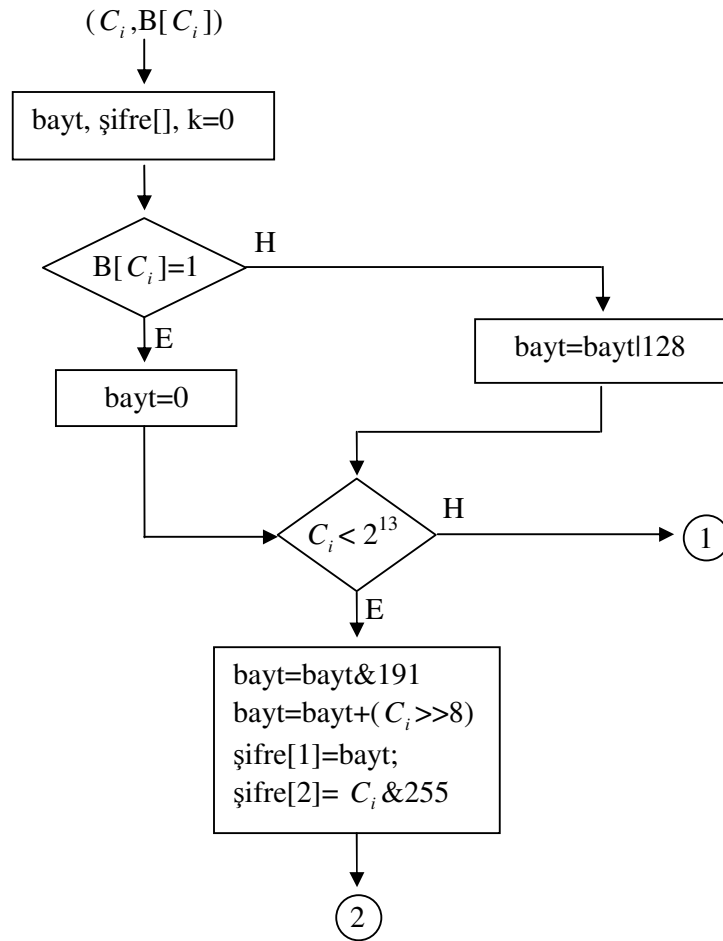 (C_i,B[C_i])
bayt, şifre[], k=0
B[C_i]=1
H
E
bayt=bayt|128
bayt=0
C_i< 2^13
H
1
E
bayt=bayt&191
bayt=bayt+(C_i>>8)
şifre[1]=bayt;
şifre[2]= C_i&255
2